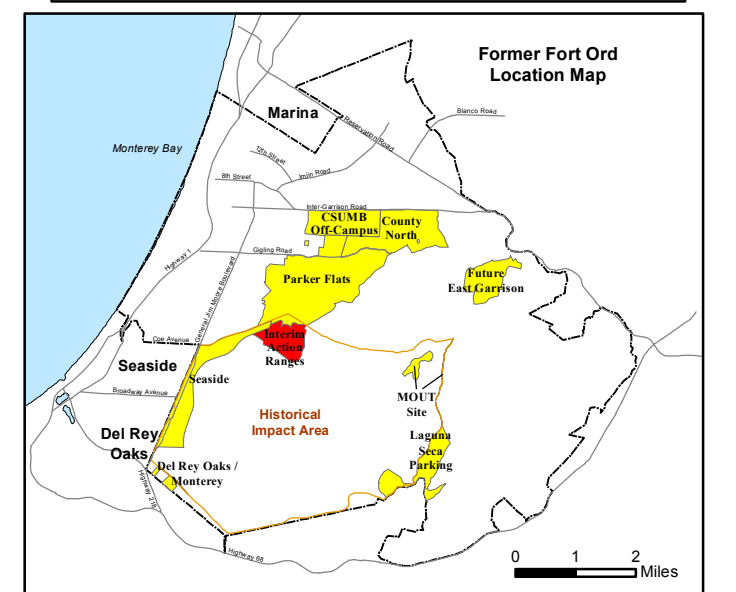 Former Fort Ord
Location Map
Marina
Blanco Road
Reservation Road
Monterey Bay
12th Street
Imjin Road
8th Street
Inter-Garrison Road
CSUMB
Off-Campus
County
North
Gigling Road
Highway 1
General Jim Moore Boulevard
Parker Flats
Future
East Garrison
Interim
Action
Ranges
Coe Avenue
Seaside
Seaside
Broadway Avenue
MOUT
Site
Historical
Impact Area
Del Rey
Oaks
Laguna
Seca
Parking
Del Rey Oaks /
Monterey
Highway 218
Highway 68
0 1 2
Miles